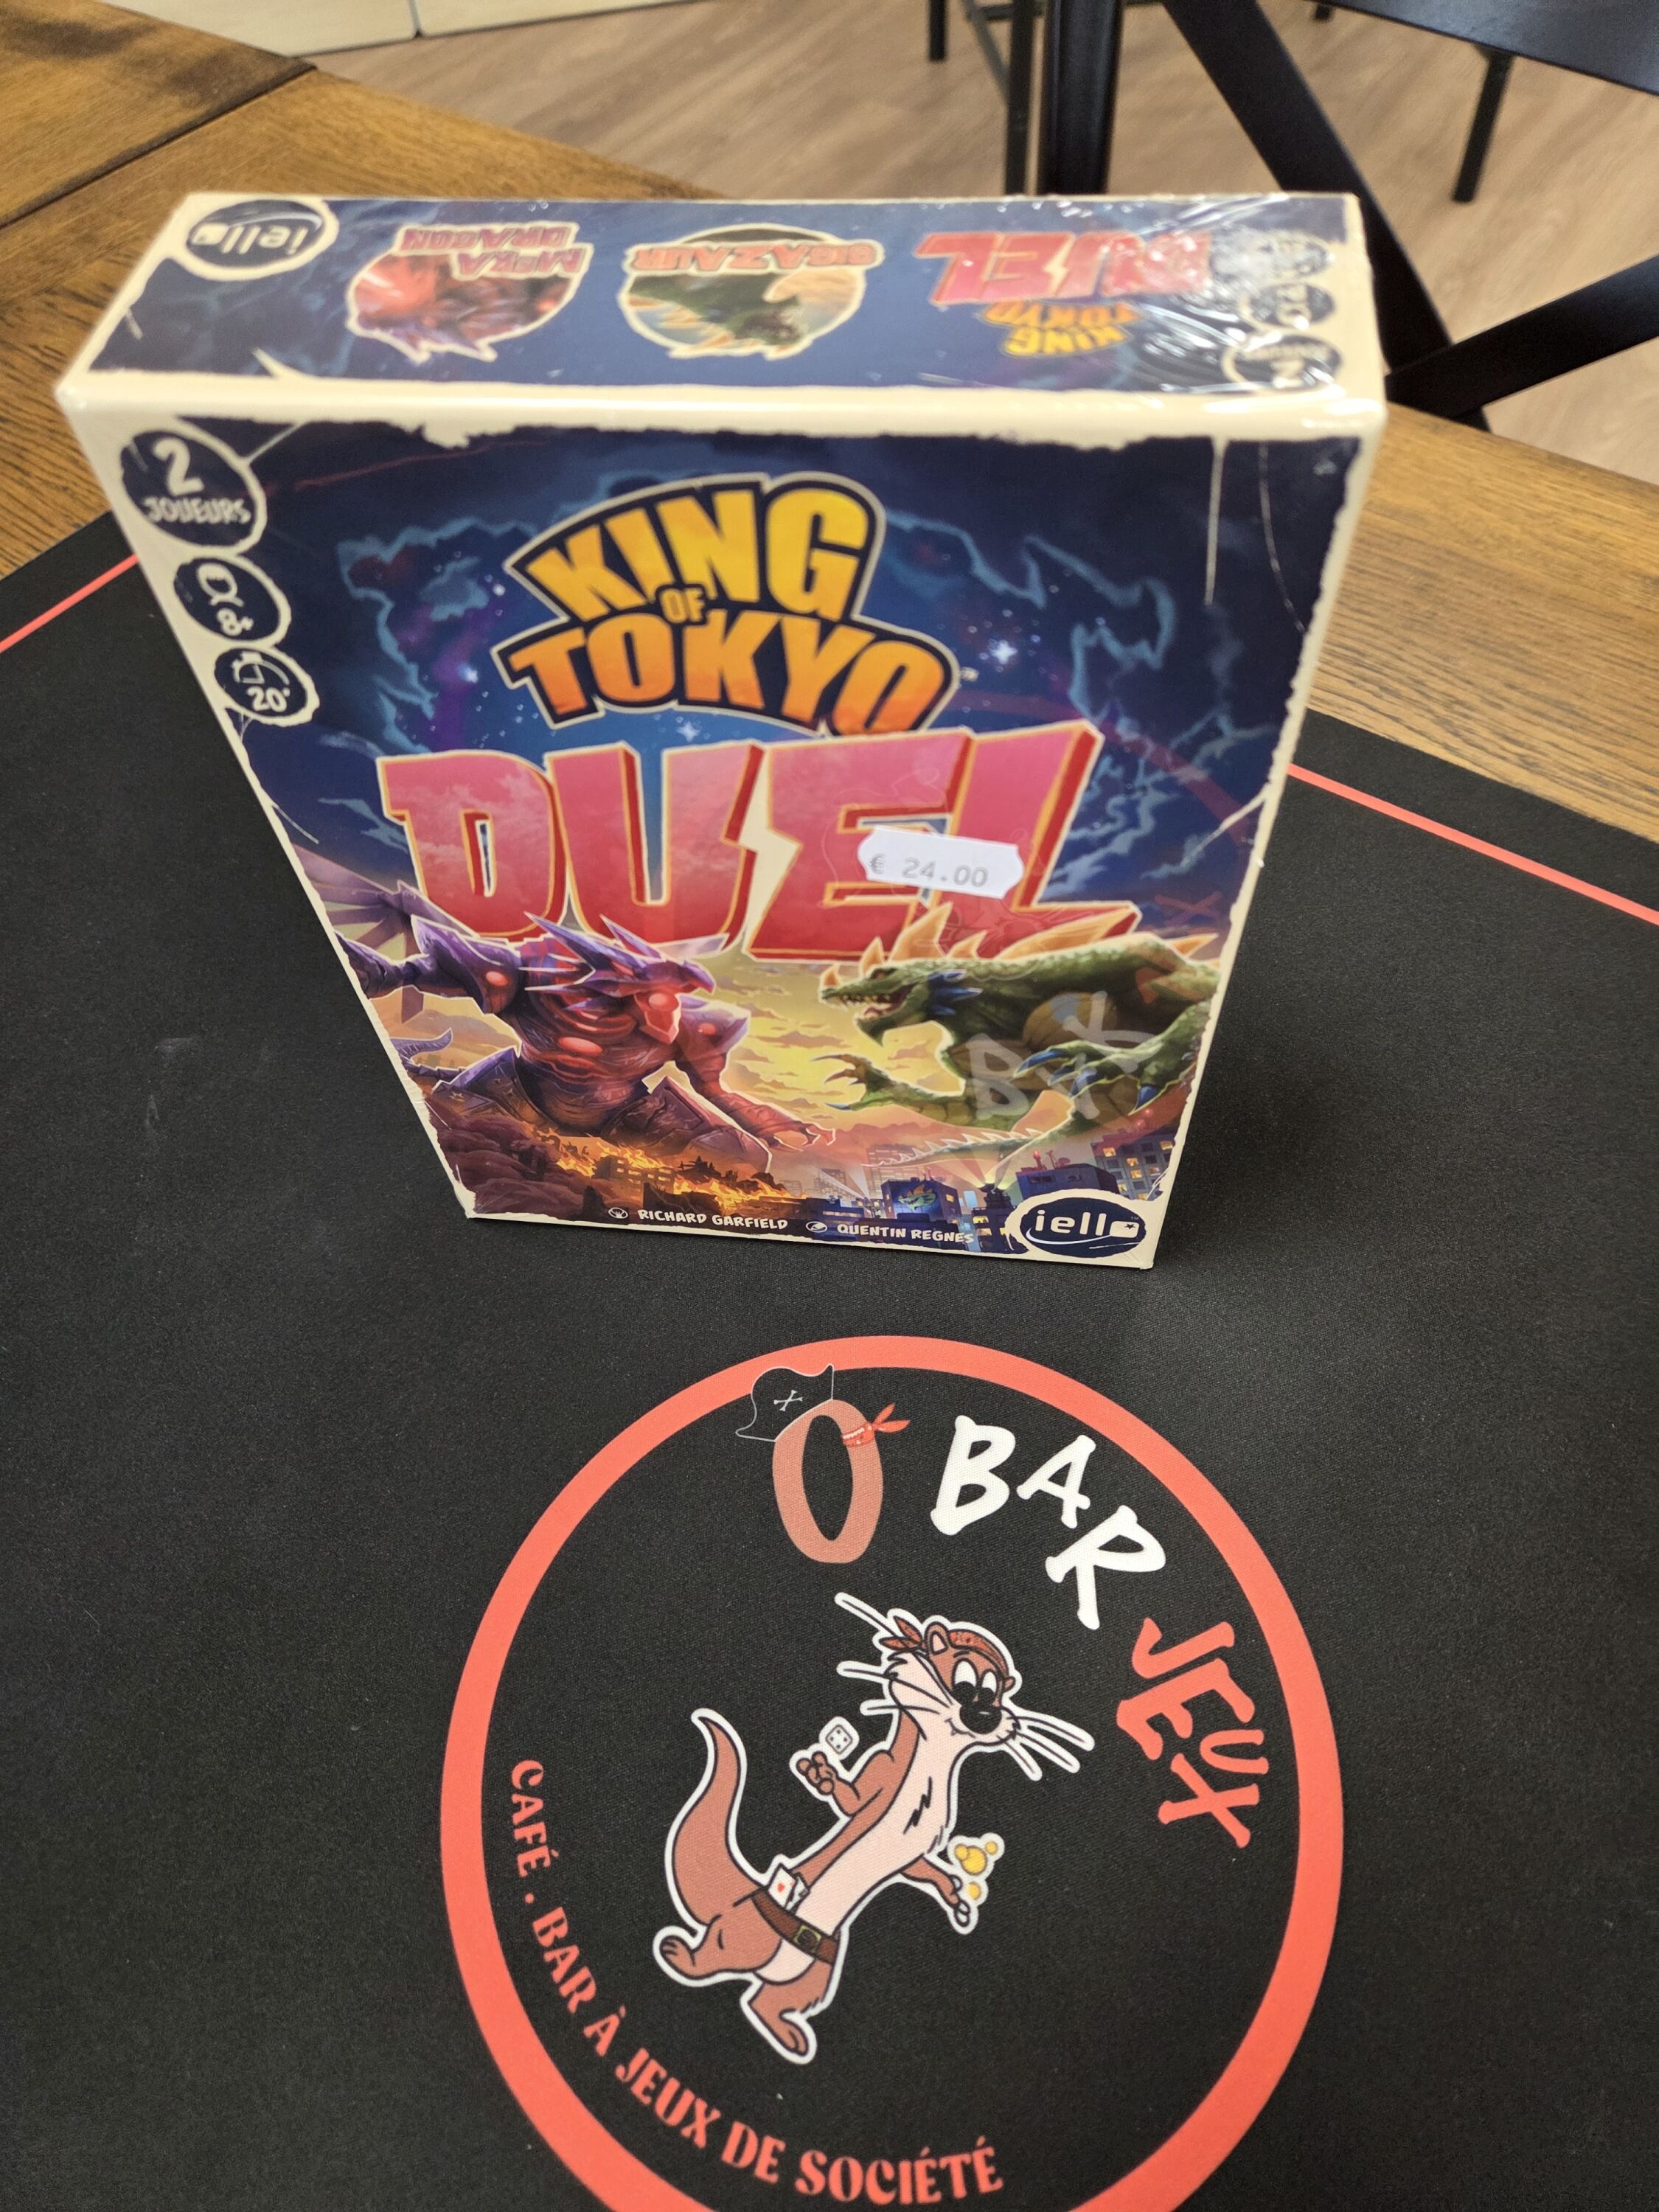 iello
MEKA
DRAGON
GIGAZAUR
KING
OF
TOKYO
DUEL
2
JOUEURS
8+
20'
KING
OF
TOKYO
DUEL
€ 24.00
RICHARD GARFIELD
QUENTIN REGNES
iello
O BAR JEUX
CAFÉ . BAR À JEUX DE SOCIÉTÉ